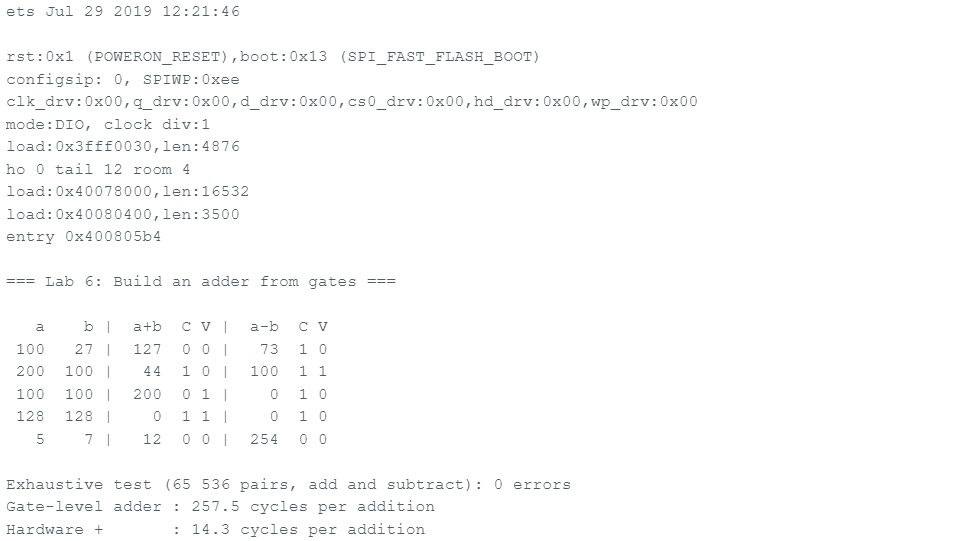 ets Jul 29 2019 12:21:46

rst:0x1 (POWERON_RESET),boot:0x13 (SPI_FAST_FLASH_BOOT)
configsip: 0, SPIWP:0xee
clk_drv:0x00,q_drv:0x00,d_drv:0x00,cs0_drv:0x00,hd_drv:0x00,wp_drv:0x00
mode:DIO, clock div:1
load:0x3fff0030,len:4876
ho 0 tail 12 room 4
load:0x40078000,len:16532
load:0x40080400,len:3500
entry 0x400805b4

=== Lab 6: Build an adder from gates ===

   a    b |  a+b  C V |  a-b  C V
 100   27 |  127  0 0 |   73  1 0
 200  100 |   44  1 0 |  100  1 1
 100  100 |  200  0 1 |    0  1 0
 128  128 |    0  1 1 |    0  1 0
   5    7 |   12  0 0 |  254  0 0

Exhaustive test (65 536 pairs, add and subtract): 0 errors
Gate-level adder : 257.5 cycles per addition
Hardware +       : 14.3 cycles per addition